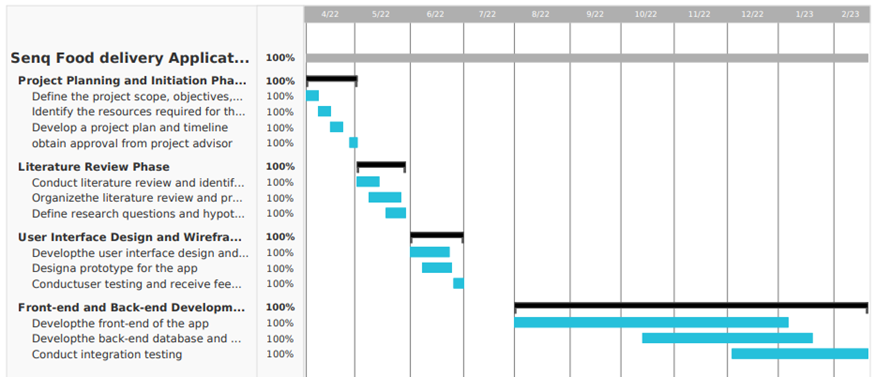 4/22 5/22 6/22 7/22 8/22 9/22 10/22 11/22 12/22 1/23 2/23
Senq Food delivery Applicat... 100%
Project Planning and Initiation Pha... 100%
Define the project scope, objectives,... 100%
Identify the resources required for th... 100%
Develop a project plan and timeline 100%
obtain approval from project advisor 100%
Literature Review Phase 100%
Conduct literature review and identif... 100%
Organizethe literature review and pr... 100%
Define research questions and hypot... 100%
User Interface Design and Wirefra... 100%
Developthe user interface design and... 100%
Designa prototype for the app 100%
Conductuser testing and receive fee... 100%
Front-end and Back-end Developm... 100%
Developthe front-end of the app 100%
Developthe back-end database and ... 100%
Conduct integration testing 100%